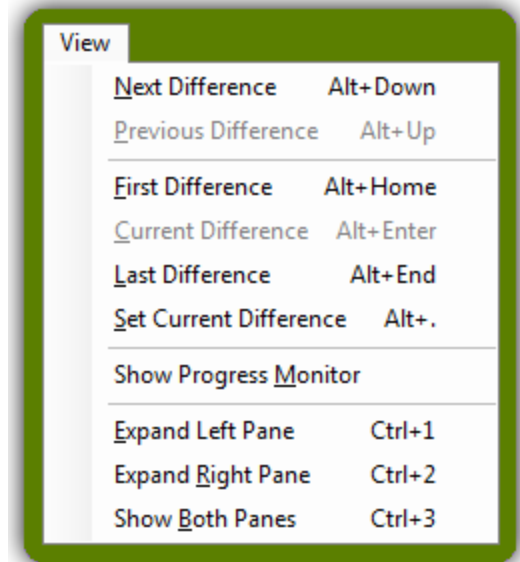 View
Next Difference Alt+Down
Previous Difference Alt+Up
First Difference Alt+Home
Current Difference Alt+Enter
Last Difference Alt+End
Set Current Difference Alt+.
Show Progress Monitor
Expand Left Pane Ctrl+1
Expand Right Pane Ctrl+2
Show Both Panes Ctrl+3